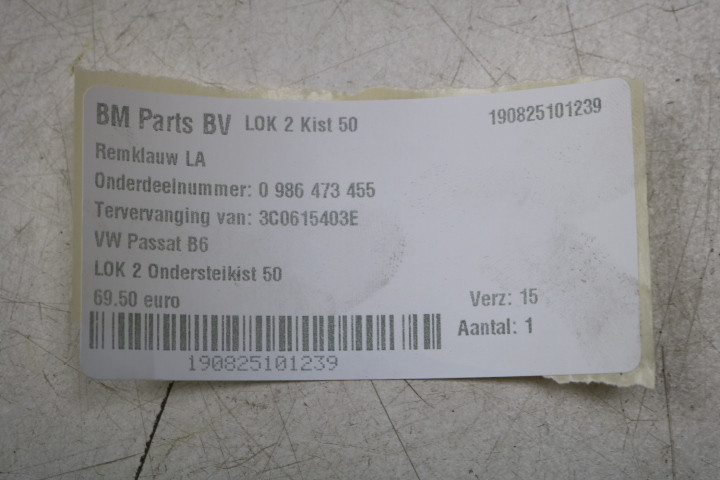 BM Parts BV LOK 2 Kist 50 190825101239
Remklauw LA
Onderdeelnummer: 0 986 473 455
Tervervanging van: 3C0615403E
VW Passat B6
LOK 2 Ondersteikist 50
69.50 euro Verz: 15
Aantal: 1
190825101239